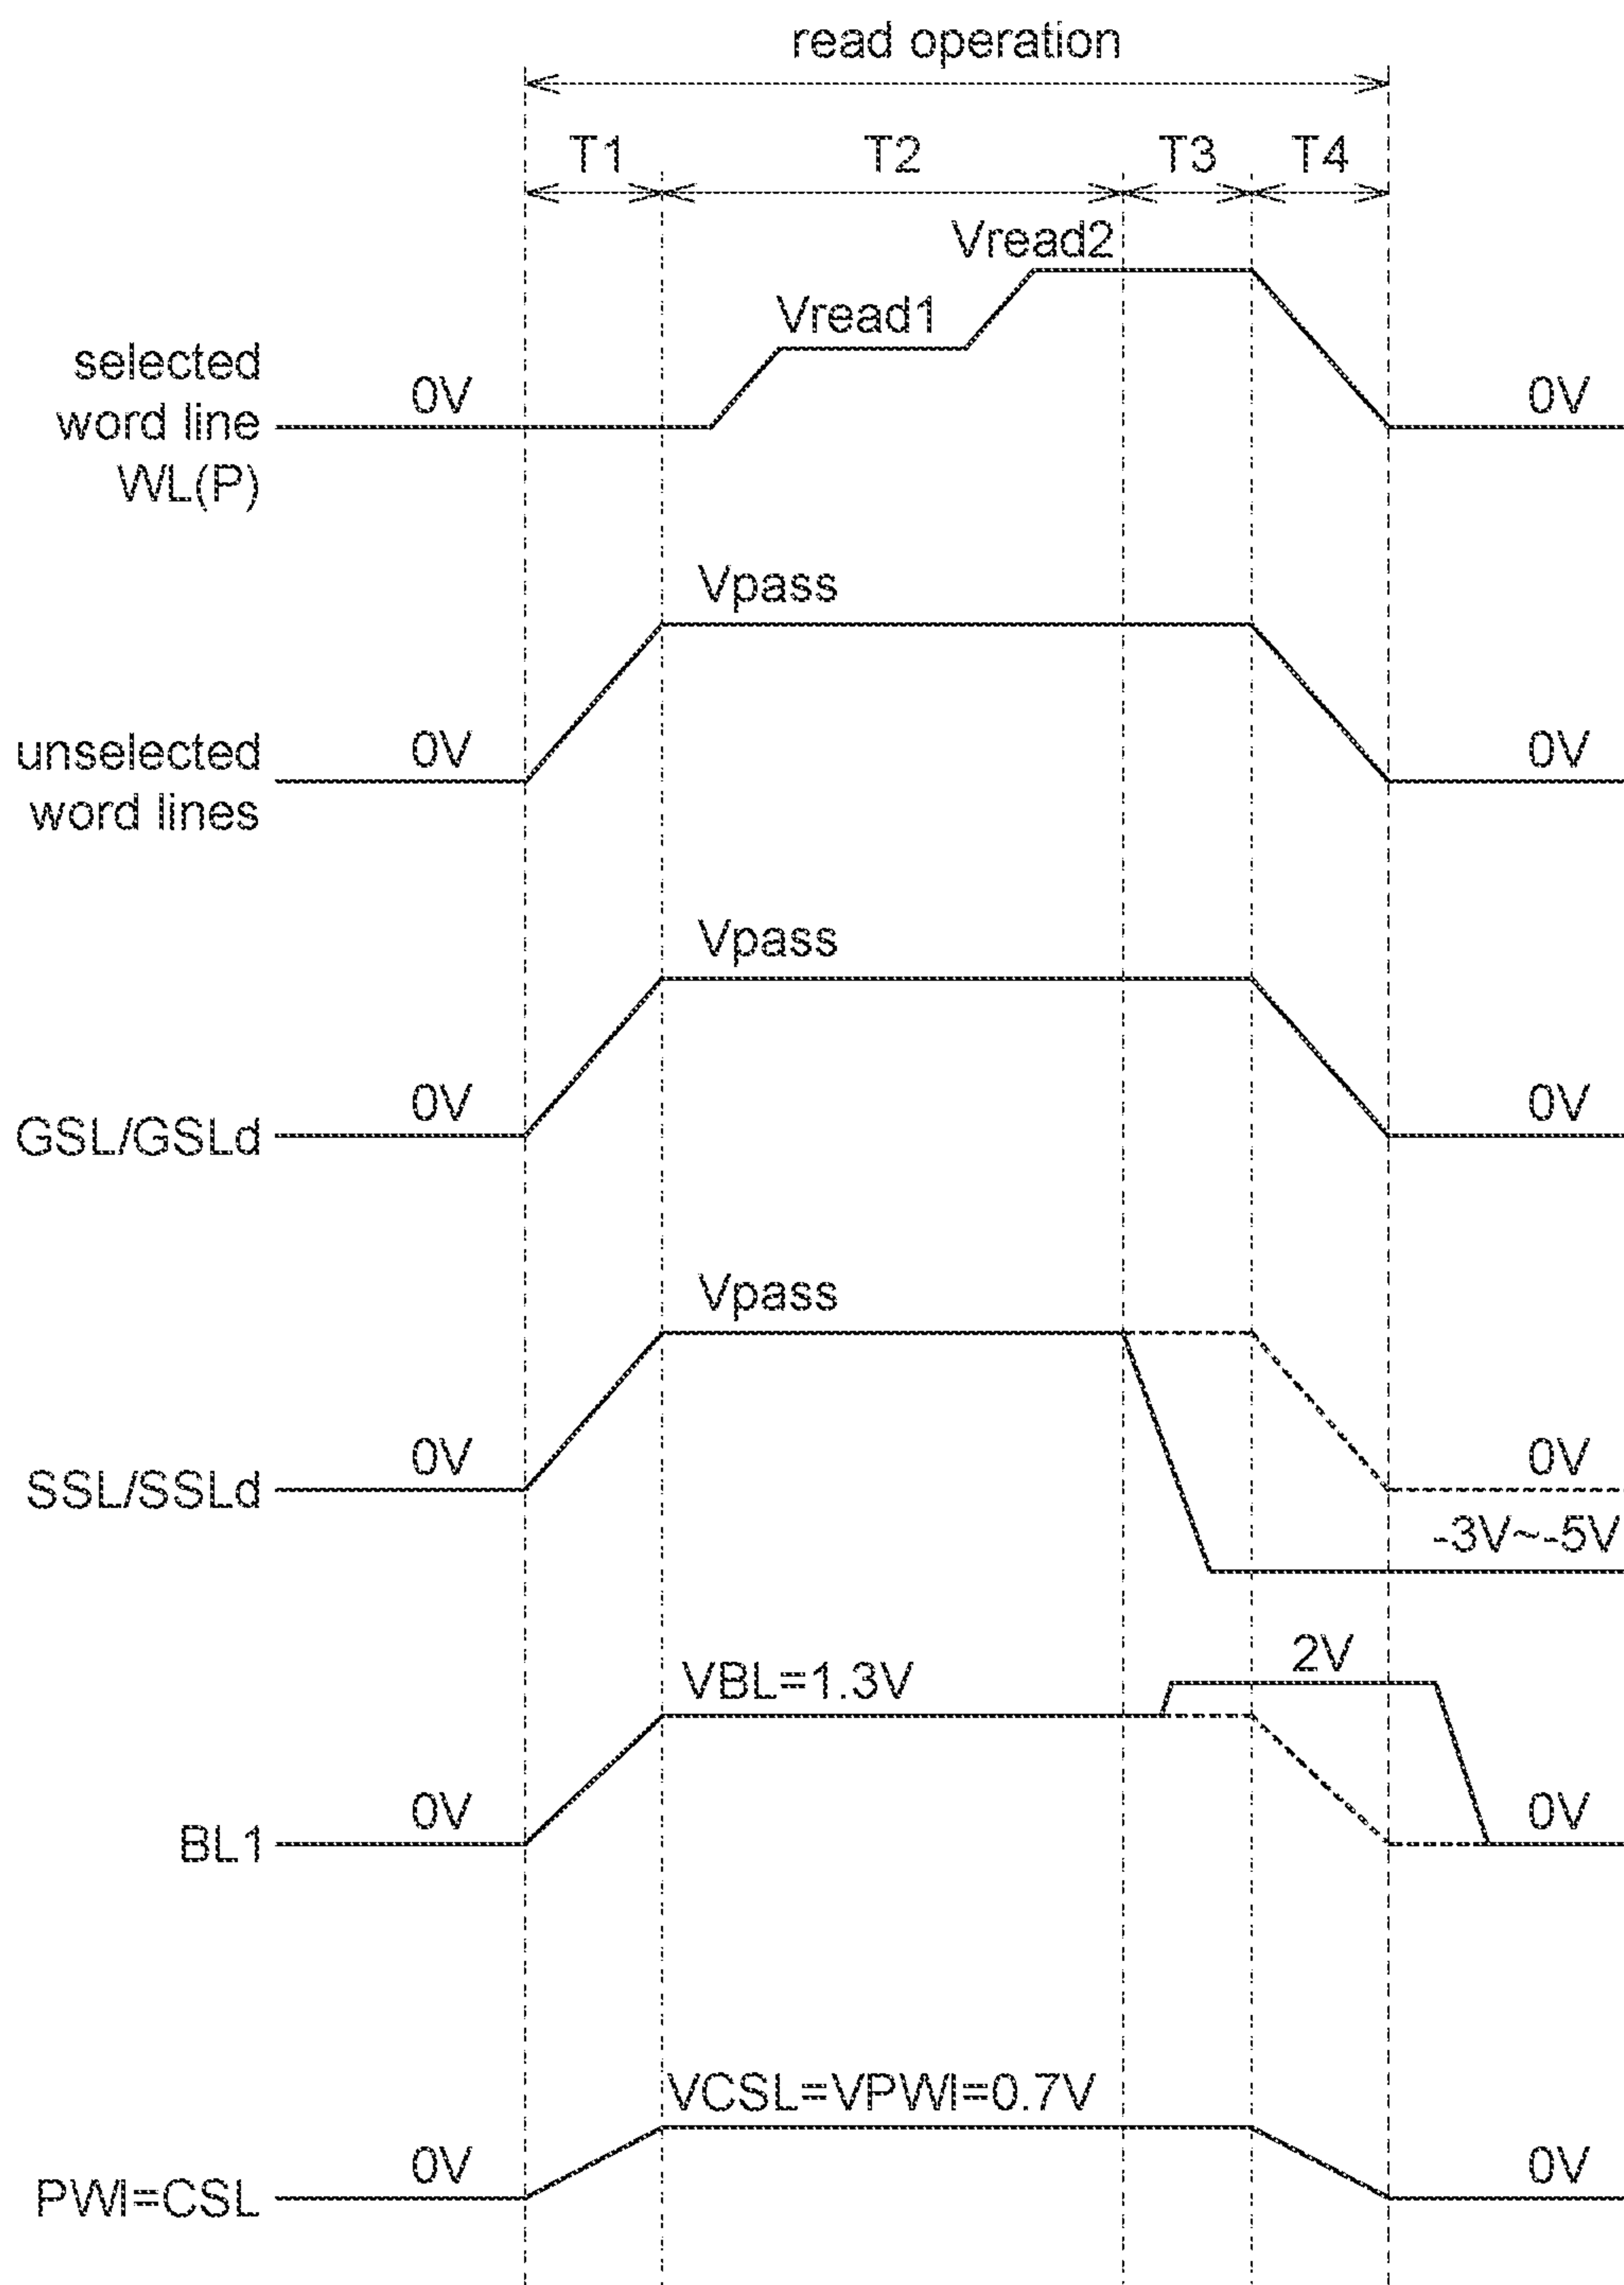 read operation
T1 T2 T3 T4
Vread2
Vread1
selected
word line
WL(P)
0V 0V
Vpass
unselected
word lines
0V 0V
Vpass
GSL/GSLd 0V 0V
Vpass
SSL/SSLd 0V 0V
-3V~-5V
2V
VBL=1.3V
BL1 0V 0V
VCSL=VPWI=0.7V
PWI=CSL 0V 0V